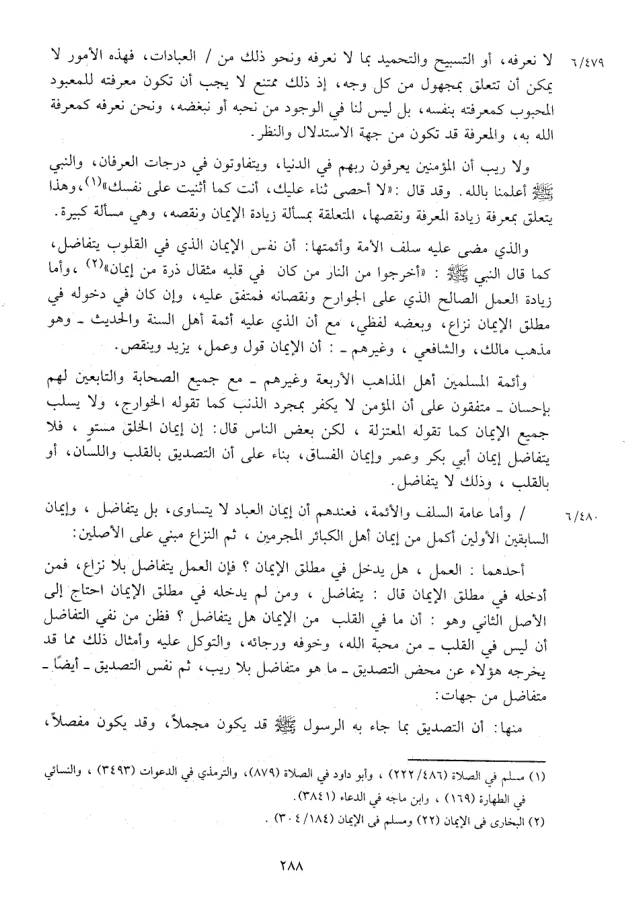 ٦/٤٧٩ لا نعرفه، أو التسبيح والتحميد بما لا نعرفه ونحو ذلك من / العبادات، فهذه الأمور لا
يمكن أن تتعلق بمجهول من كل وجه، إذ ذلك ممتنع لا يجب أن تكون معرفته للمعبود
المحبوب كمعرفته بنفسه، بل ليس لنا في الوجود من نحبه أو نبغضه، ونحن نعرفه كمعرفة
الله به، والمعرفة قد تكون من جهة الاستدلال والنظر.
ولا ريب أن المؤمنين يعرفون ربهم في الدنيا، ويتفاوتون في درجات العرفان، والنبي
ﷺ أعلمنا بالله. وقد قال :«لا أحصى ثناء عليك، أنت كما أثنيت على نفسك»(١)،وهذا
يتعلق بمعرفة زيادة المعرفة ونقصها، المتعلقة بمسألة زيادة الإيمان ونقصه، وهي مسألة كبيرة.
والذي مضى عليه سلف الأمة وأئمتها: أن نفس الإيمان الذي في القلوب يتفاضل،
كما قال النبي ﷺ : «أخرجوا من النار من كان في قلبه مثقال ذرة من إيمان»(٢) ،وأما
زيادة العمل الصالح الذي على الجوارح ونقصانه فمتفق عليه، وإن كان في دخوله في
مطلق الإيمان نزاع، وبعضه لفظي، مع أن الذي عليه أئمة أهل السنة والحديث ـ وهو
مذهب مالك، والشافعي ، وغيرهم ـ : أن الإيمان قول وعمل، يزيد وينقص.
وأئمة المسلمين أهل المذاهب الأربعة وغيرهم ـ مع جميع الصحابة والتابعين لهم
بإحسان ـ متفقون على أن المؤمن لا يكفر بمجرد الذنب كما تقوله الخوارج، ولا يسلب
جميع الإيمان كما تقوله المعتزلة ، لكن بعض الناس قال: إن إيمان الخلق مستوٍ ، فلا
يتفاضل إيمان أبي بكر وعمر وإيمان الفساق، بناء على أن التصديق بالقلب واللسان، أو
بالقلب ، وذلك لا يتفاضل.
٦/٤٨٠ / وأما عامة السلف والأئمة، فعندهم أن إيمان العباد لا يتساوى، بل يتفاضل ، وإيمان
السابقين الأولين أكمل من إيمان أهل الكبائر المجرمين ، ثم النزاع مبني على الأصلين:
أحدهما : العمل ، هل يدخل في مطلق الإيمان ؟ فإن العمل يتفاضل بلا نزاع، فمن
أدخله في مطلق الإيمان قال : يتفاضل ، ومن لم يدخله في مطلق الإيمان احتاج إلى
الأصل الثاني وهو : أن ما في القلب من الإيمان هل يتفاضل ؟ فظن من نفي التفاضل
أن ليس في القلب ـ من محبة الله، وخوفه ورجائه، والتوكل عليه وأمثال ذلك مما قد
يخرجه هؤلاء عن محض التصديق ـ ما هو متفاضل بلا ريب، ثم نفس التصديق ـ أيضًا ـ
متفاضل من جهات:
منها: أن التصديق بما جاء به الرسول ﷺ قد يكون مجملاً، وقد يكون مفصلاً،
(١) مسلم في الصلاة (٢٢٢/٤٨٦) ، وأبو داود في الصلاة (٨٧٩)، والترمذي في الدعوات (٣٤٩٣) ، والنسائي
في الطهارة (١٦٩) ، وابن ماجه في الدعاء (٣٨٤١).
(٢) البخاري في الإيمان (٢٢) ومسلم في الإيمان (٣٠٤/١٨٤) .
٢٨٨